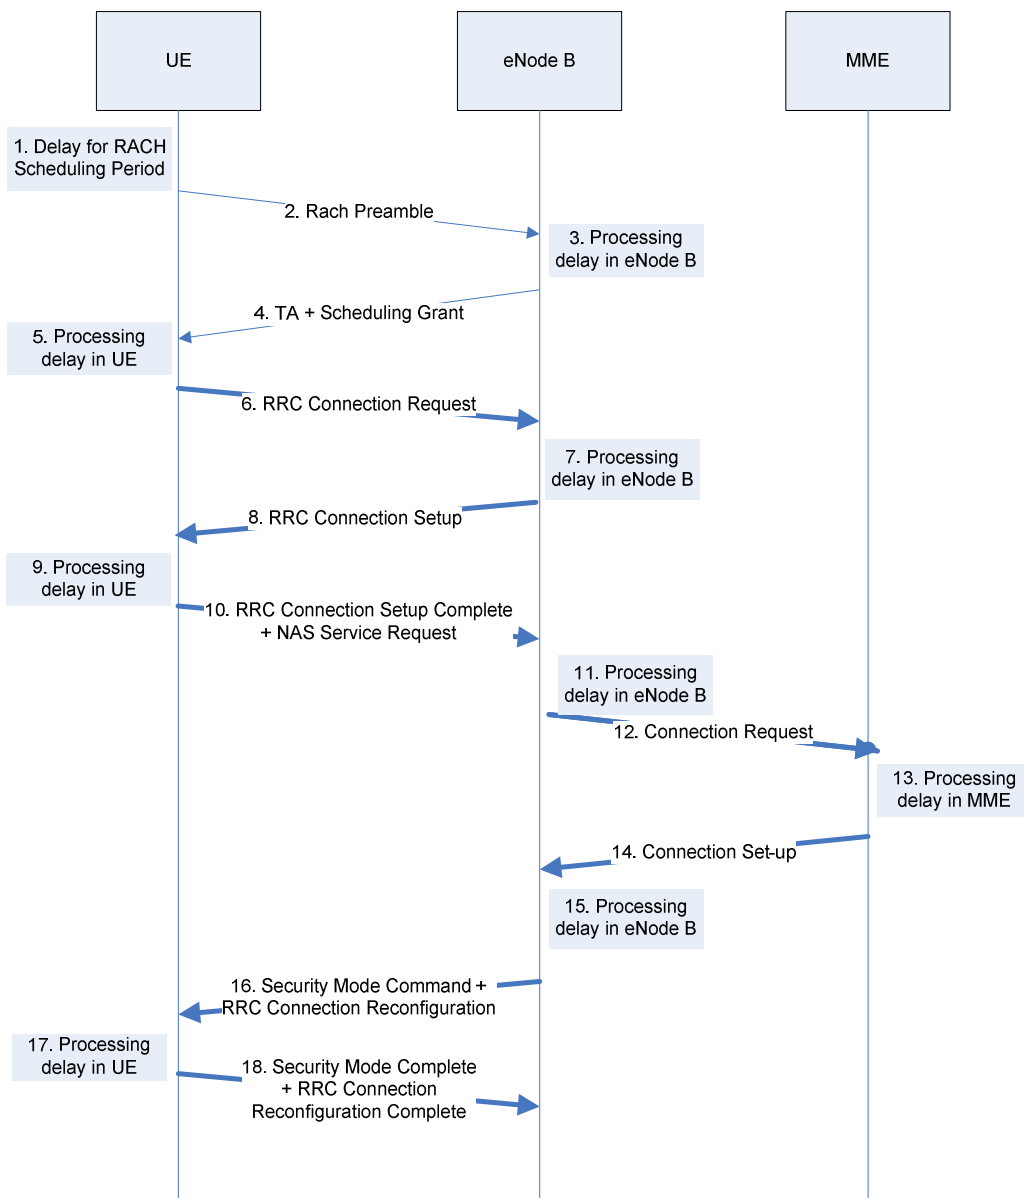 UE
eNode B
MME
1. Delay for RACH
Scheduling Period
2. Rach Preamble
3. Processing
delay in eNode B
4. TA + Scheduling Grant
5. Processing
delay in UE
6. RRC Connection Request
7. Processing
delay in eNode B
8. RRC Connection Setup
9. Processing
delay in UE
10. RRC Connection Setup Complete
+ NAS Service Request
11. Processing
delay in eNode B
12. Connection Request
13. Processing
delay in MME
14. Connection Set-up
15. Processing
delay in eNode B
16. Security Mode Command +
RRC Connection Reconfiguration
17. Processing
delay in UE
18. Security Mode Complete
+ RRC Connection
Reconfiguration Complete